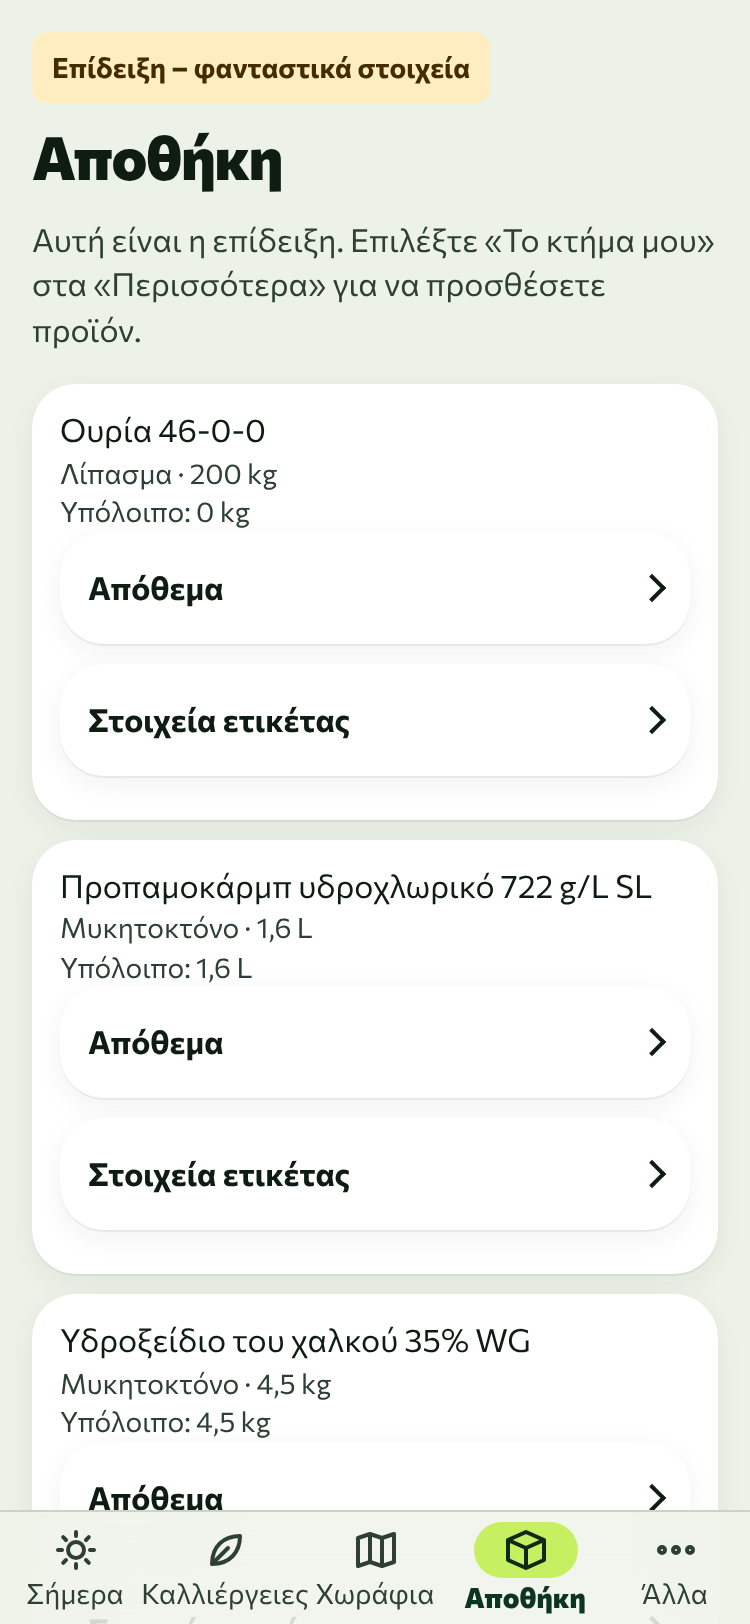 Επίδειξη – φανταστικά στοιχεία
Αποθήκη
Αυτή είναι η επίδειξη. Επιλέξτε «Το κτήμα μου»
στα «Περισσότερα» για να προσθέσετε
προϊόν.
Ουρία 46-0-0
Λίπασμα · 200 kg
Υπόλοιπο: 0 kg
Απόθεμα
Στοιχεία ετικέτας
Προπαμοκάρμπ υδροχλωρικό 722 g/L SL
Μυκητοκτόνο · 1,6 L
Υπόλοιπο: 1,6 L
Απόθεμα
Στοιχεία ετικέτας
Υδροξείδιο του χαλκού 35% WG
Μυκητοκτόνο · 4,5 kg
Υπόλοιπο: 4,5 kg
Απόθεμα
Σήμερα Καλλιέργειες Χωράφια Αποθήκη Άλλα